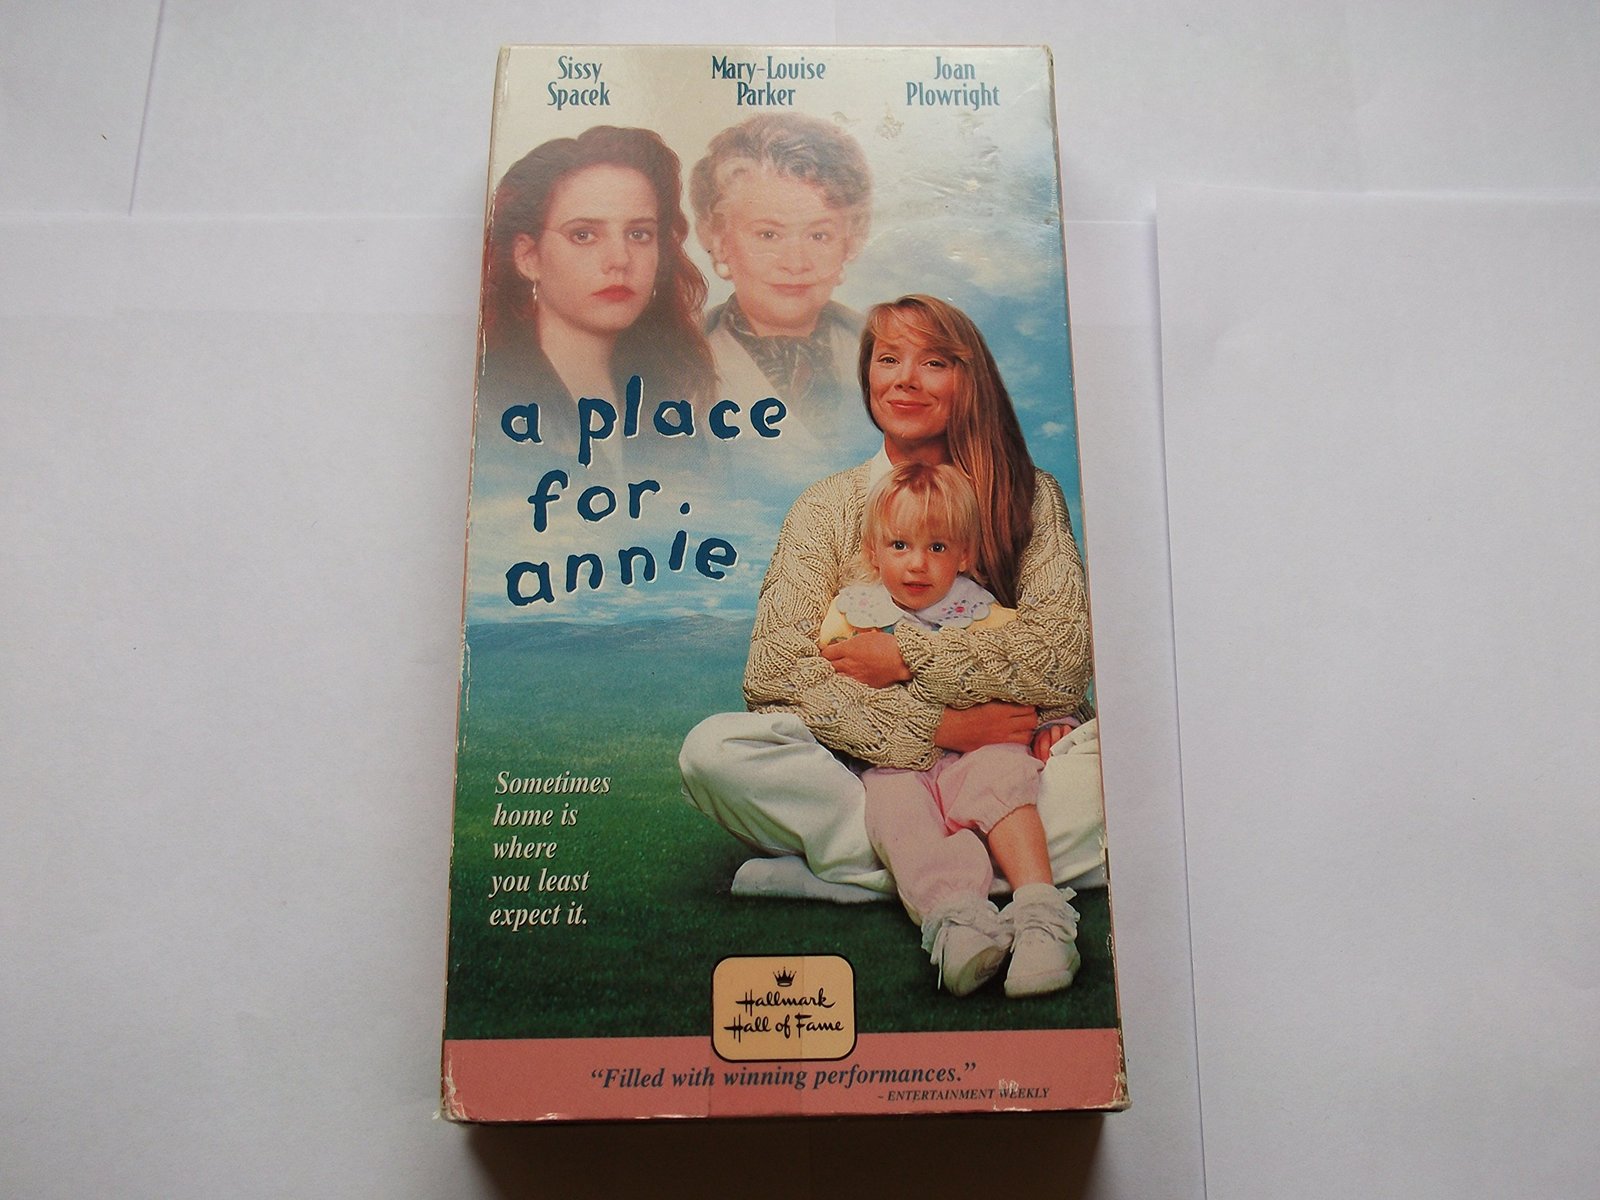 Sissy
Spacek
Mary-Louise
Parker
Joan
Plowright
a place
for.
annie
Sometimes
home is
where
you least
expect it.
Hallmark
Hall of Fame
“Filled with winning performances.”
~ ENTERTAINMENT WEEKLY